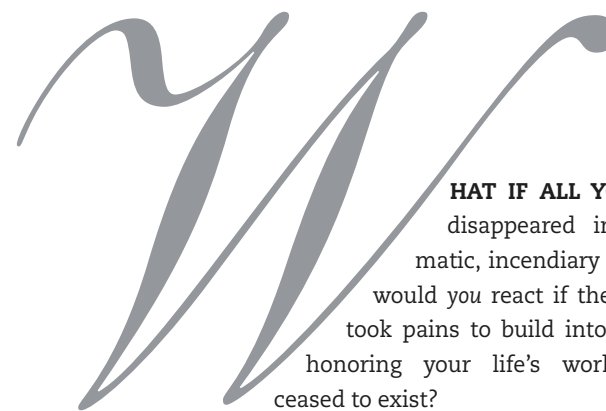 W
HAT IF ALL Y
disappeared in
matic, incendiary
would you react if the
took pains to build into
honoring your life's work
ceased to exist?